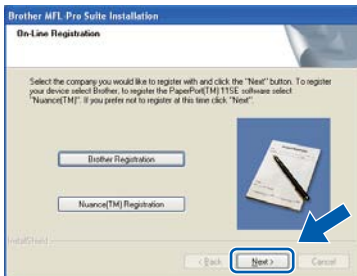 Brother MFL-Pro Suite Installation
On-Line Registration
Select the company you would like to register with and click the "Next" button. To register
your device select Brother, to register the PaperPort(TM) 11SE software select
"Nuance(TM)". If you prefer not to register at this time click "Next".
Brother Registration
Nuance(TM) Registration
InstallShield
< Back Next > Cancel